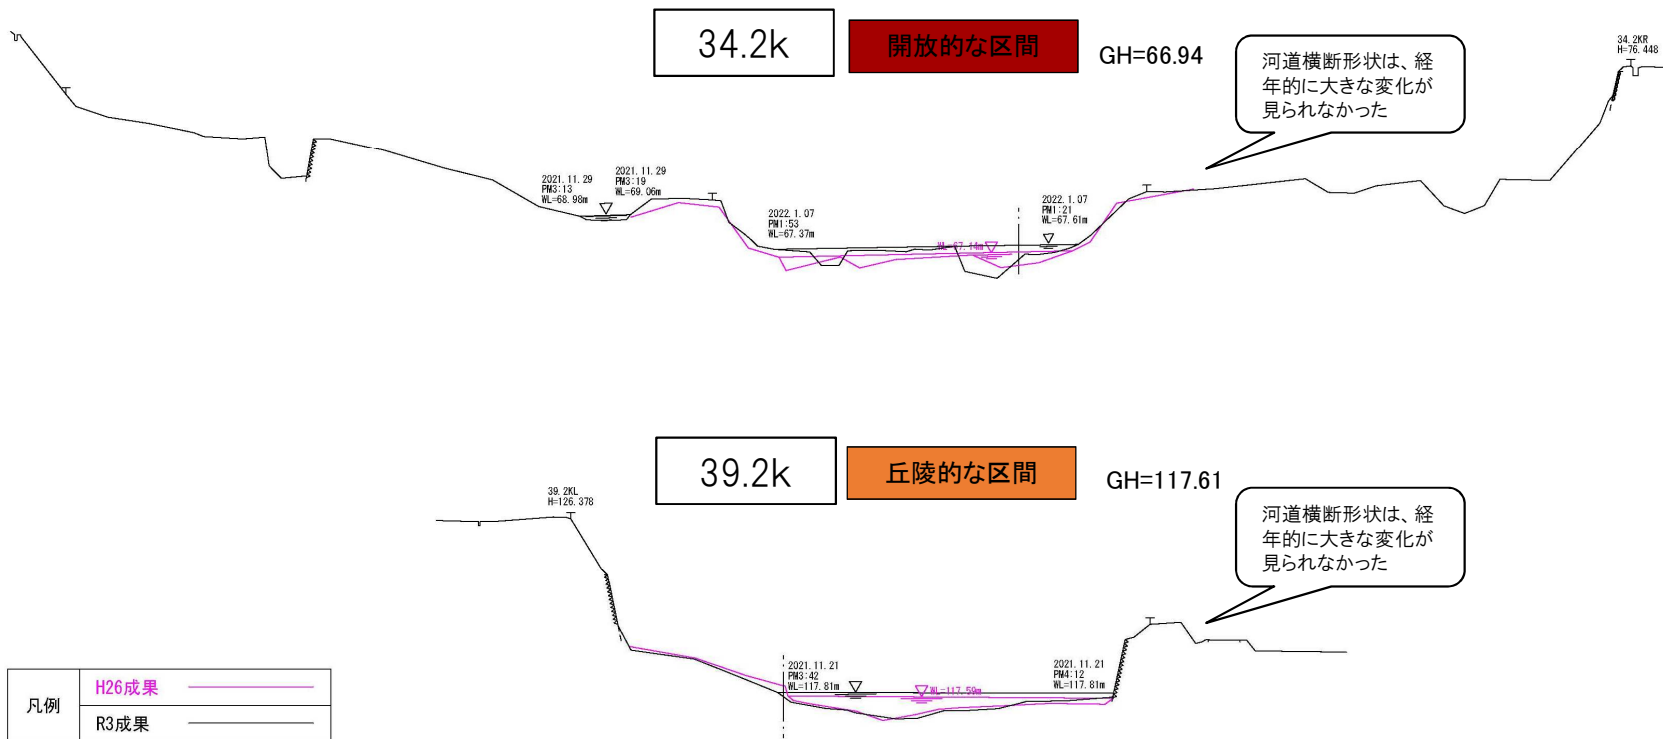 34.2k
開放的な区間
GH=66.94
河道横断形状は、経
年的に大きな変化が
見られなかった
34.2KR
H=76.448
2021.11.29
PM3:13
WL=68.98m
2021.11.29
PM3:19
WL=69.06m
2022.1.07
PM1:53
WL=67.37m
WL=67.14m
2022.1.07
PM1:21
WL=67.61m
39.2k
丘陵的な区間
GH=117.61
河道横断形状は、経
年的に大きな変化が
見られなかった
39.2KL
H=126.378
2021.11.21
PM3:42
WL=117.81m
WL=117.59m
2021.11.21
PM4:12
WL=117.81m
凡例
H26成果
R3成果